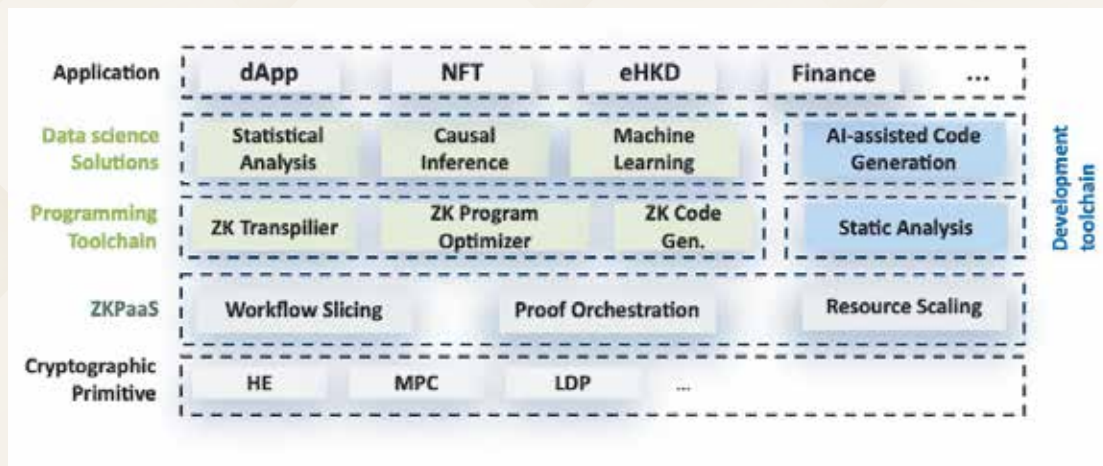 Application
dApp
NFT
eHKD
Finance
...
Data science
Solutions
Statistical
Analysis
Causal
Inference
Machine
Learning
AI-assisted Code
Generation
Programming
Toolchain
ZK Transpilier
ZK Program
Optimizer
ZK Code
Gen.
Static Analysis
Development
toolchain
ZKPaaS
Workflow Slicing
Proof Orchestration
Resource Scaling
Cryptographic
Primitive
HE
MPC
LDP
...